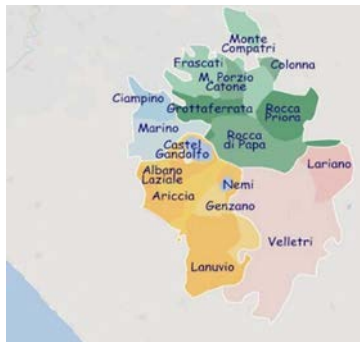 Monte
Compatri
Frascati
Colonna
M. Porzio
Catone
Ciampino
Grottaferrata
Rocca
Priora
Marino
Rocca
di Papa
Castel
Gandolfo
Lariano
Albano
Laziale
Nemi
Ariccia
Genzano
Velletri
Lanuvio